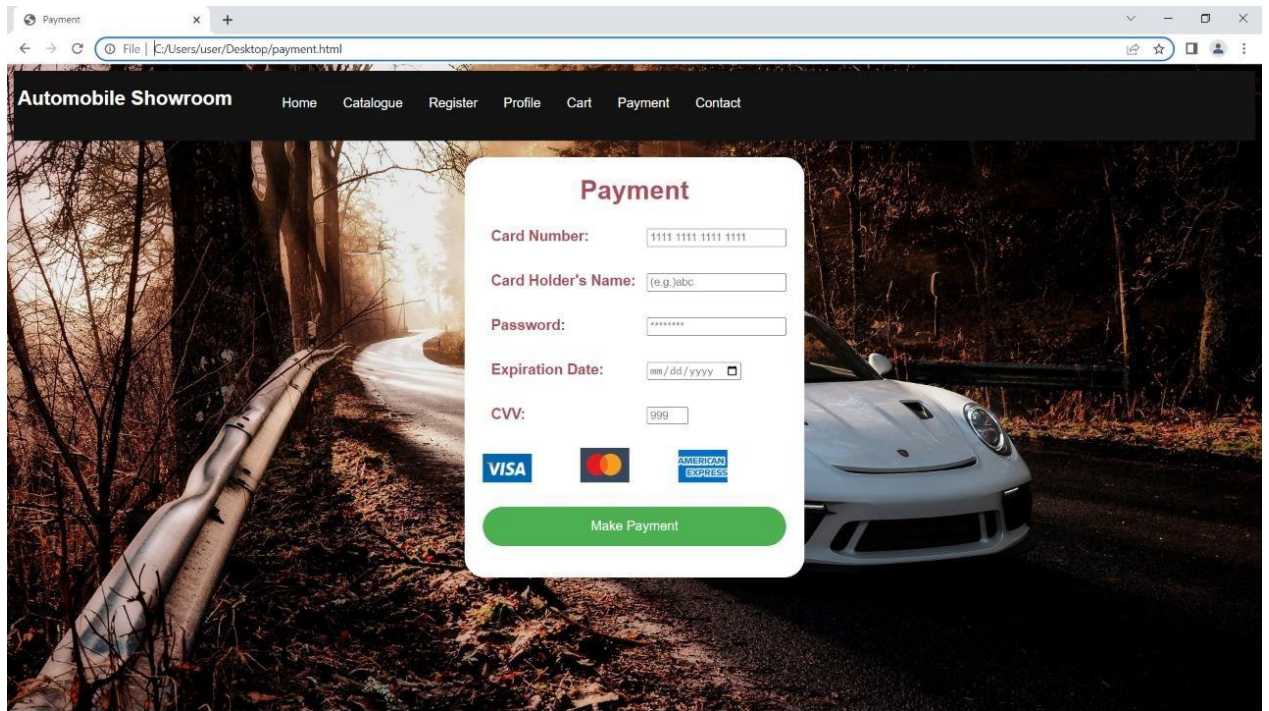 Payment
File | C:/Users/user/Desktop/payment.html
Automobile Showroom Home Catalogue Register Profile Cart Payment Contact
Payment
Card Number: 1111 1111 1111 1111
Card Holder's Name: (e.g.)abc
Password: ********
Expiration Date: mm/dd/yyyy
CVV: 999
VISA AMERICAN
EXPRESS
Make Payment